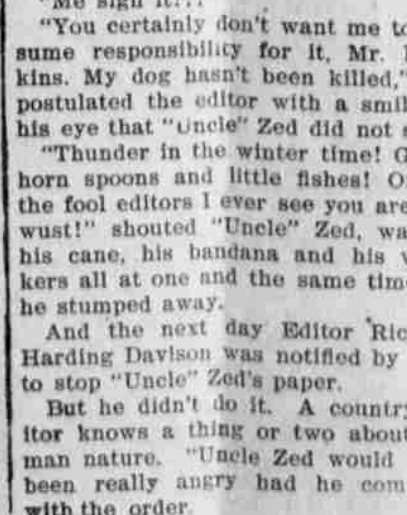 "Me sign it???
"You certainly don't want me to
sume responsibility for it, Mr.
kins. My dog hasn't been killed,"
postulated the editor with a smil
his eye that "Uncle" Zed did not s
"Thunder in the winter time! G
horn spoons and little fishes! O
the fool editors I ever see you are
wust!" shouted "Uncle" Zed, wa
his cane, his bandana and his w
kers all at one and the same tim
he stumped away.
And the next day Editor Ric
Harding Davison was notified by
to stop "Uncle" Zed's paper.
But he didn't do it. A country
itor knows a thing or two about
man nature. "Uncle Zed would
been really angry had he com
with the order.